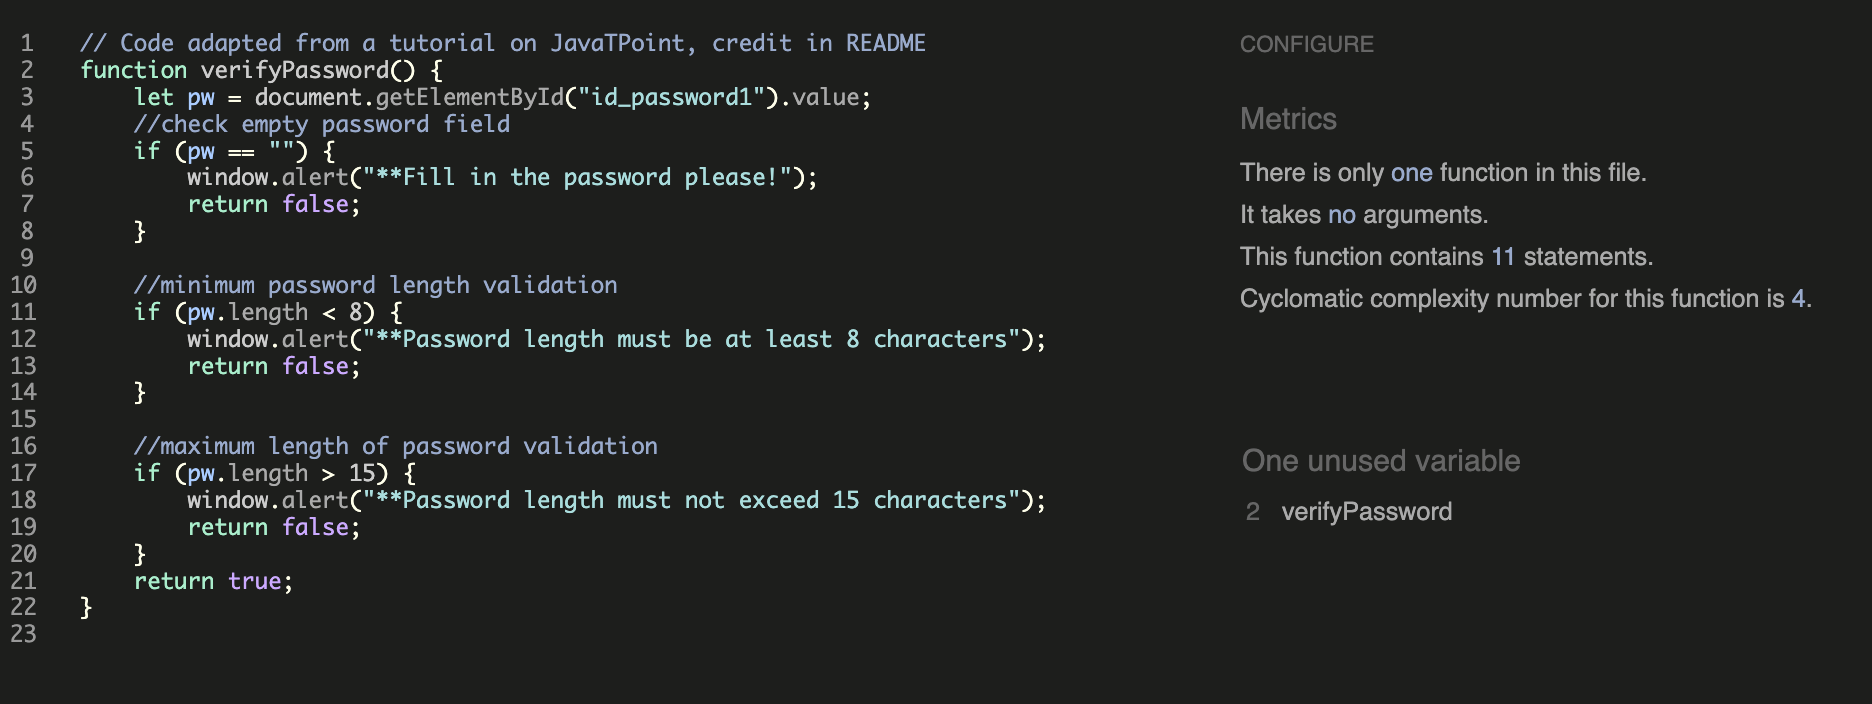 1 // Code adapted from a tutorial on JavaTPoint, credit in README
2 function verifyPassword() {
3 let pw = document.getElementById("id_password1").value;
4 //check empty password field
5 if (pw == "") {
6 window.alert("**Fill in the password please!");
7 return false;
8 }
9
10 //minimum password length validation
11 if (pw.length < 8) {
12 window.alert("**Password length must be at least 8 characters");
13 return false;
14 }
15
16 //maximum length of password validation
17 if (pw.length > 15) {
18 window.alert("**Password length must not exceed 15 characters");
19 return false;
20 }
21 return true;
22 }
23
CONFIGURE
Metrics
There is only one function in this file.
It takes no arguments.
This function contains 11 statements.
Cyclomatic complexity number for this function is 4.
One unused variable
2 verifyPassword